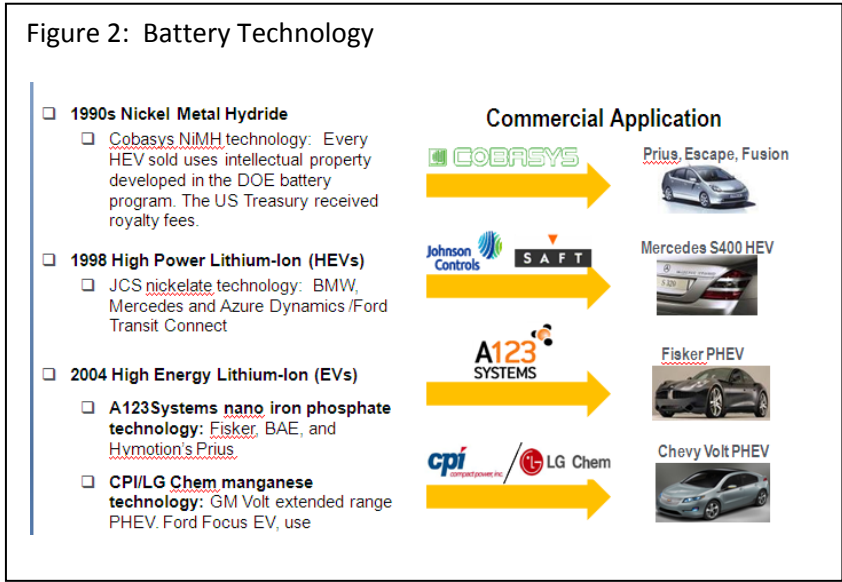 Figure 2: Battery Technology
1990s Nickel Metal Hydride
Cobasys NiMH technology: Every
HEV sold uses intellectual property
developed in the DOE battery
program. The US Treasury received
royalty fees.
1998 High Power Lithium-Ion (HEVs)
JCS nickelate technology: BMW,
Mercedes and Azure Dynamics /Ford
Transit Connect
2004 High Energy Lithium-Ion (EVs)
A123Systems nano iron phosphate
technology: Fisker, BAE, and
Hymotion's Prius
CPI/LG Chem manganese
technology: GM Volt extended range
PHEV. Ford Focus EV, use
Commercial Application
COBASYS
Prius, Escape, Fusion
Johnson
Controls
SAFT
Mercedes S400 HEV
A123
SYSTEMS
Fisker PHEV
cpi
compact power, inc.
LG Chem
Chevy Volt PHEV